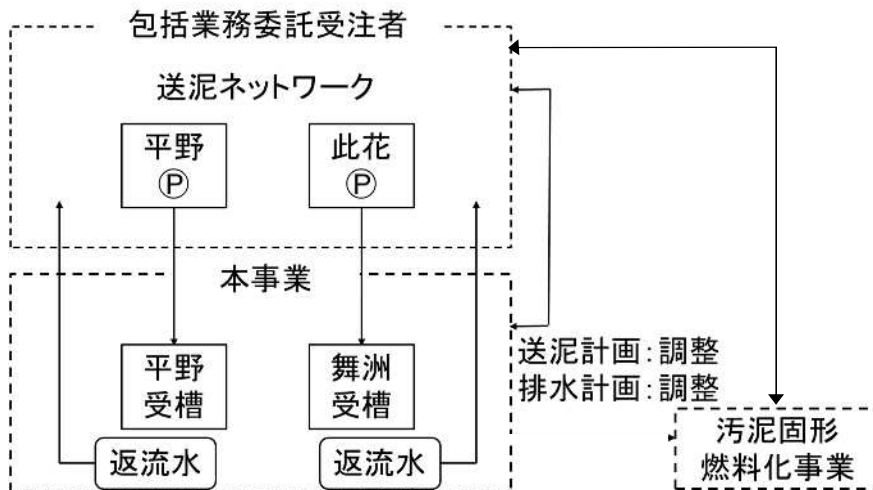 包括業務委託受注者
送泥ネットワーク
平野
Ⓟ
此花
Ⓟ
本事業
平野
受槽
舞洲
受槽
返流水
返流水
送泥計画：調整
排水計画：調整
汚泥固形
燃料化事業